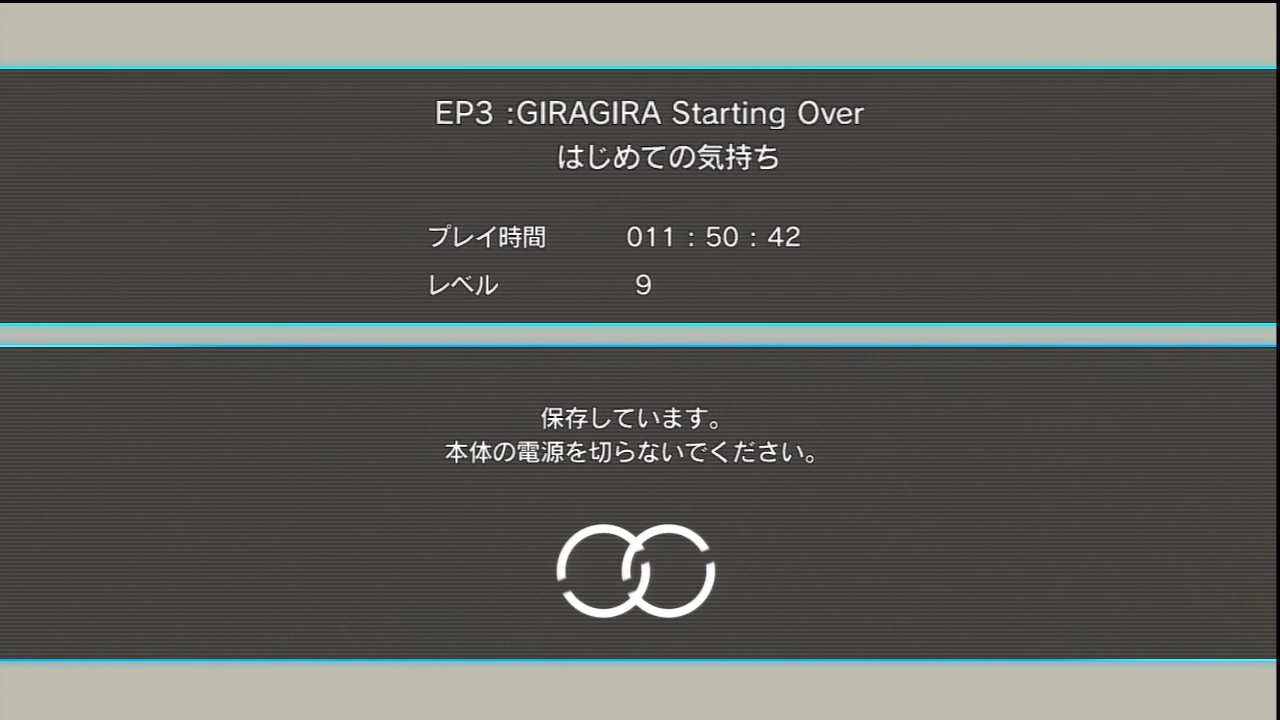 EP3 :GIRAGIRA Starting Over
はじめての気持ち
プレイ時間 011 : 50 : 42
レベル 9
保存しています。
本体の電源を切らないでください。